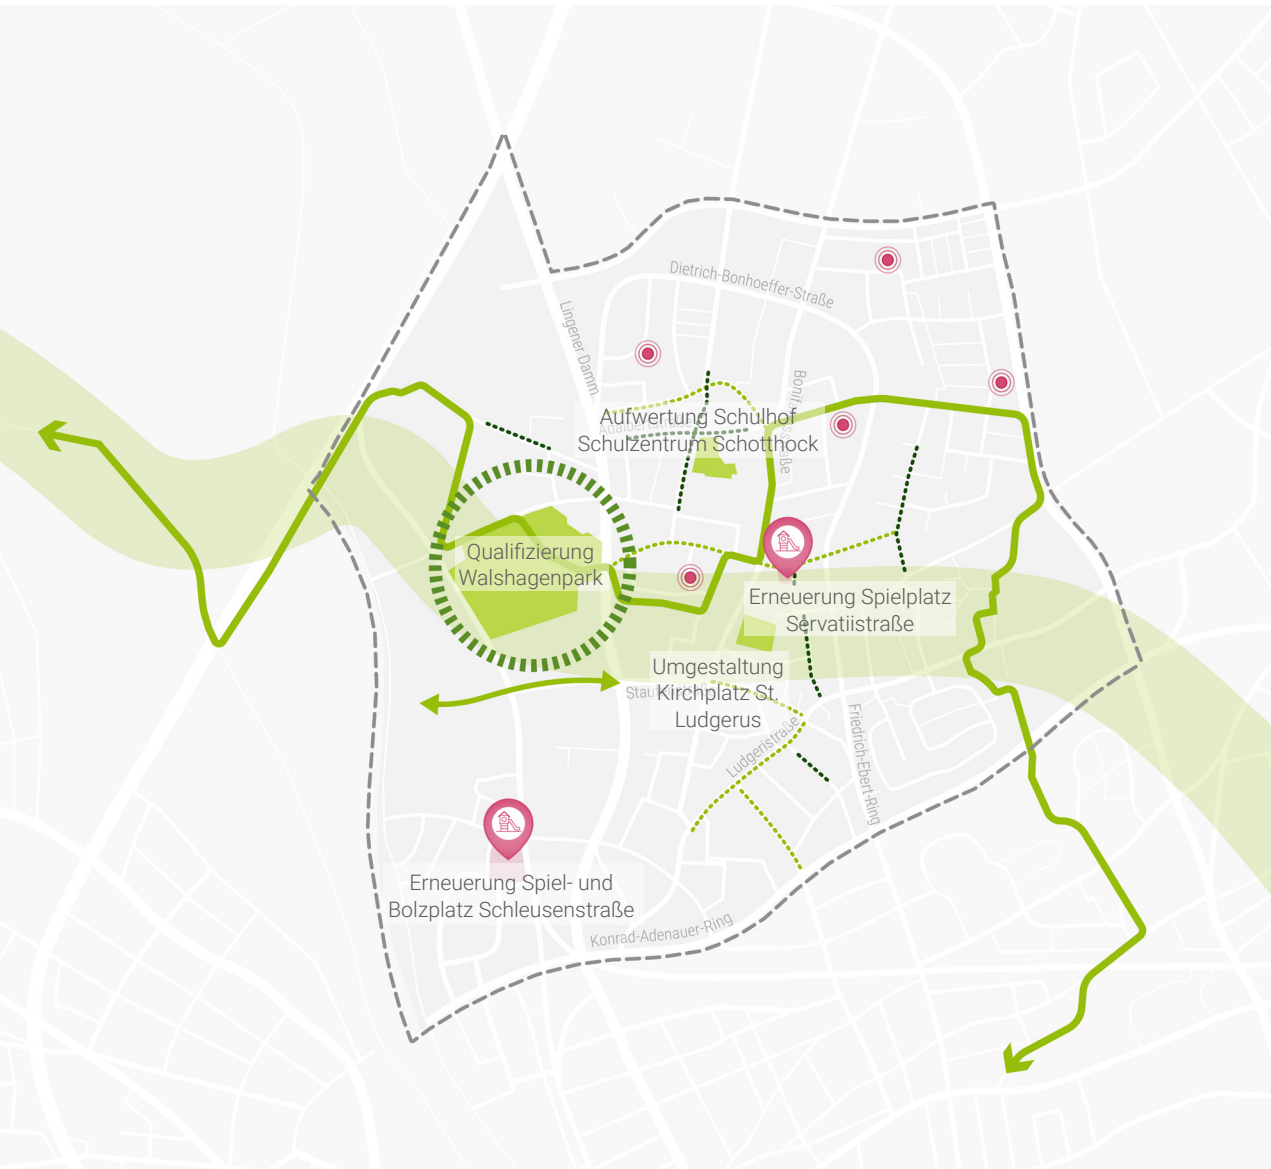 Dietrich-Bonhoeffer-Straße
Lingener Damm
Aufwertung Schulhof
Schulzentrum Schotthock
Qualifizierung
Walshagenpark
Erneuerung Spielplatz
Servatiistraße
Umgestaltung
Kirchplatz St.
Ludgerus
Ludgeristraße
Friedrich-Ebert-Ring
Erneuerung Spiel- und
Bolzplatz Schleusenstraße
Konrad-Adenauer-Ring